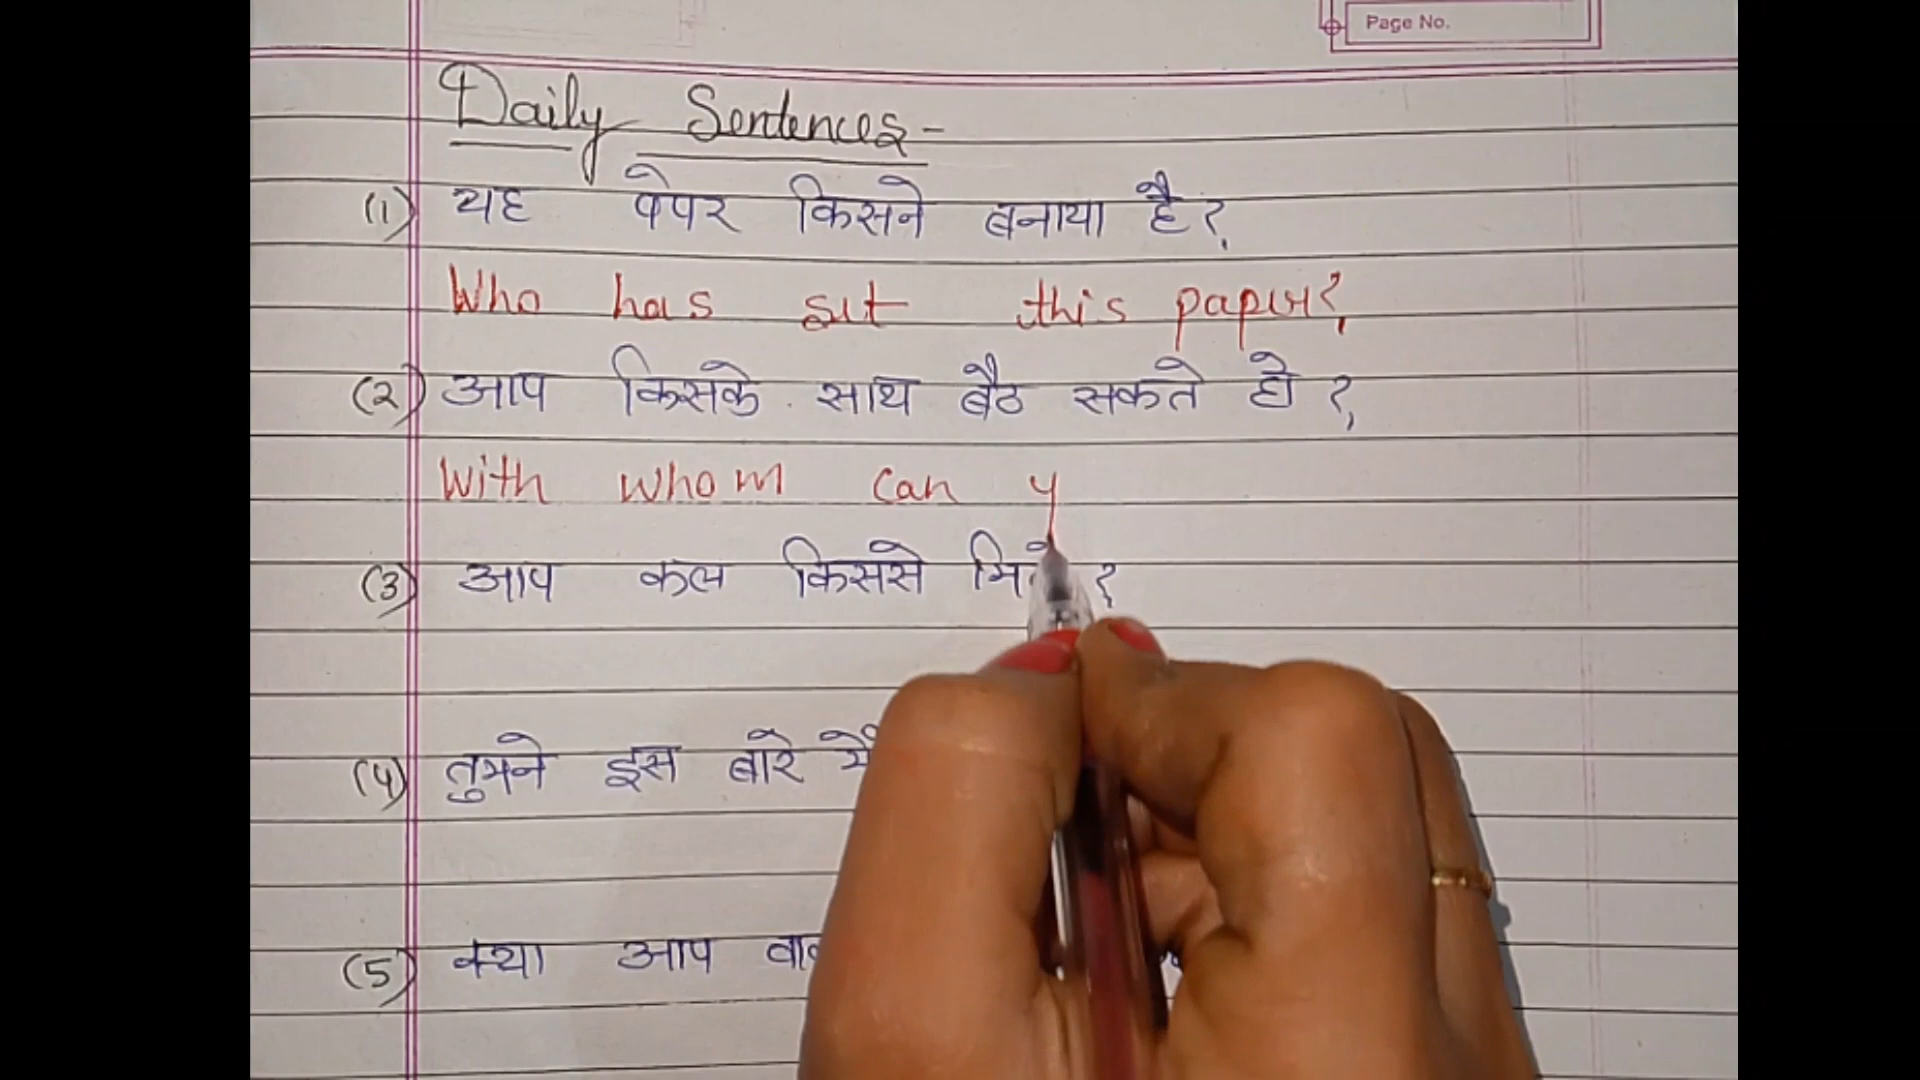 Page No.
Daily Sentences-
(1) यह पेपर किसने बनाया है?
Who has set this paper?
(2) आप किसके साथ बैठ सकते हो?
With whom can y
(3) आप कल किससे ?
(4) तुमने इस बारे में
(5) क्या आप